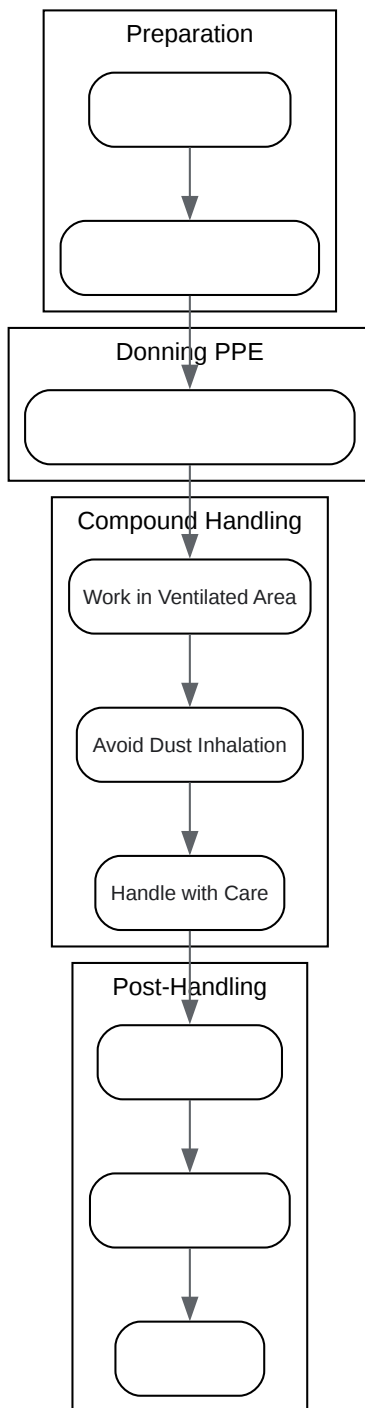 Preparation
Donning PPE
Compound Handling
Work in Ventilated Area
Avoid Dust Inhalation
Handle with Care
Post-Handling